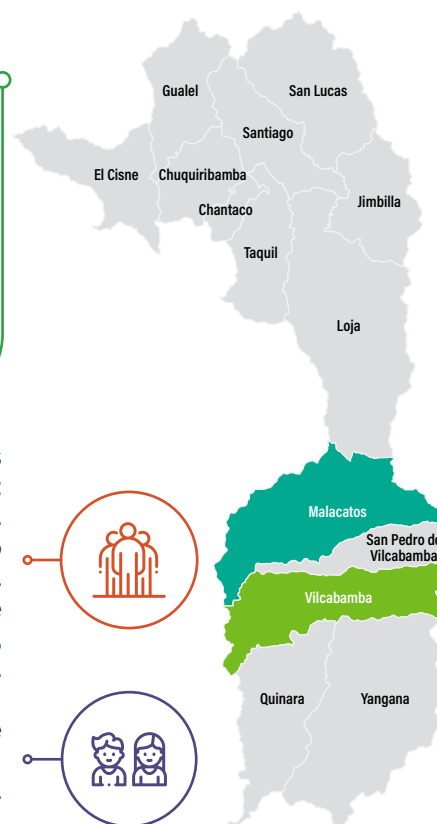 Gualel
San Lucas
Santiago
El Cisne
Chuquiribamba
Chantaco
Jimbilla
Taquil
Loja
Malacatos
San Pedro de
Vilcabamba
Vilcabamba
Quinara
Yangana